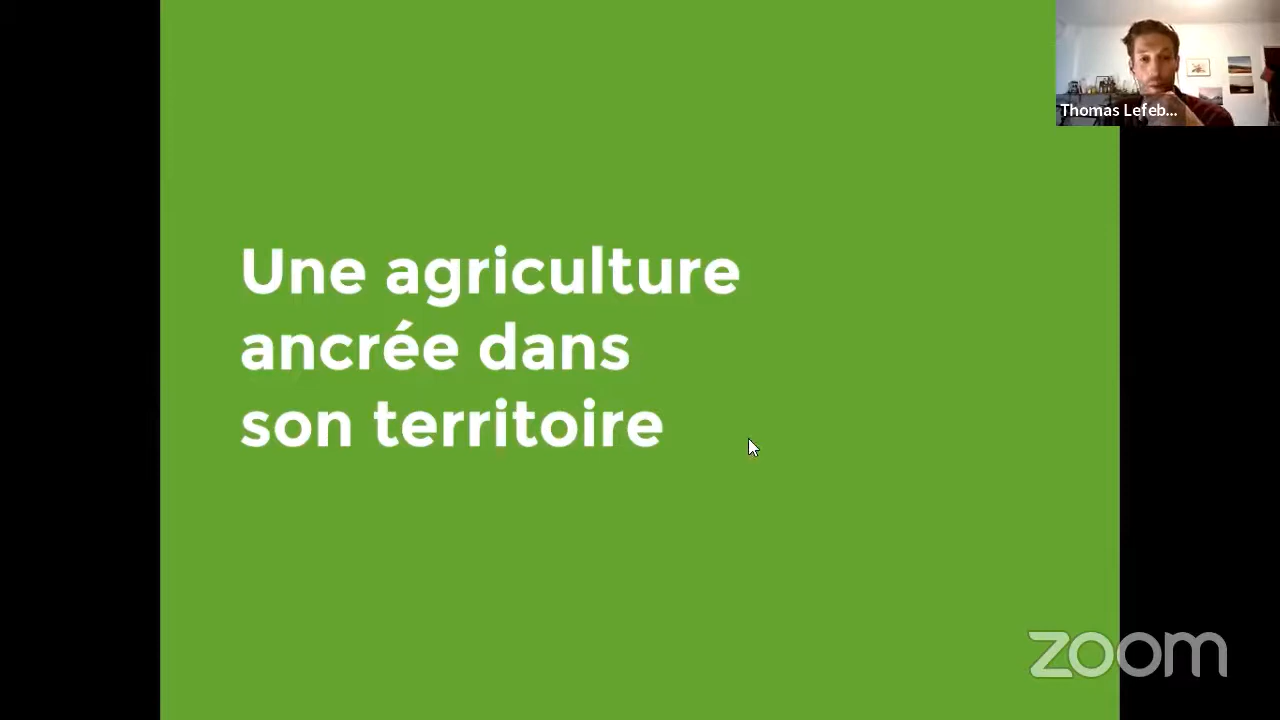 Thomas Lefeb...
Une agriculture
ancrée dans
son territoire
zoom